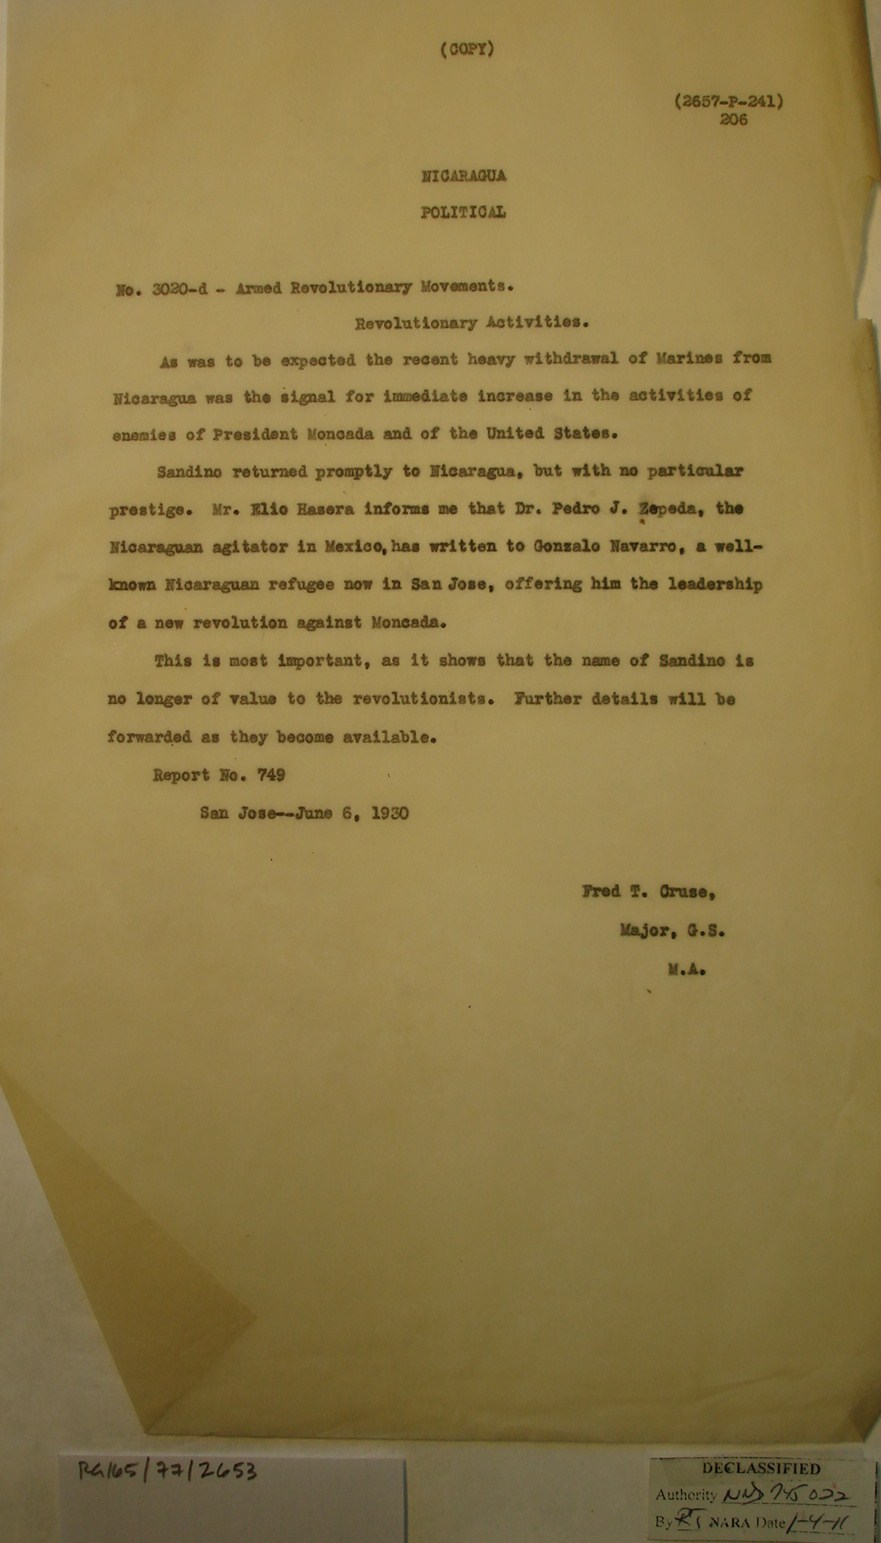 (COPY)
(2657-P-241)
206
NICARAGUA
POLITICAL
No. 3020-d - Armed Revolutionary Movements.
Revolutionary Activities.
As was to be expected the recent heavy withdrawal of Marines from
Nicaragua was the signal for immediate increase in the activities of
enemies of President Moncada and of the United States.
Sandino returned promptly to Nicaragua, but with no particular
prestige. Mr. Elio Hasera informs me that Dr. Pedro J. Zepeda, the
Nicaraguan agitator in Mexico, has written to Gonzalo Navarro, a well-
known Nicaraguan refugee now in San Jose, offering him the leadership
of a new revolution against Moncada.
This is most important, as it shows that the name of Sandino is
no longer of value to the revolutionists. Further details will be
forwarded as they become available.
Report No. 749
San Jose--June 6, 1930
Fred T. Cruse,
Major, G.S.
M.A.
RG165/77/2653
DECLASSIFIED
Authority NND 745022
By NARA Date 1-4-11